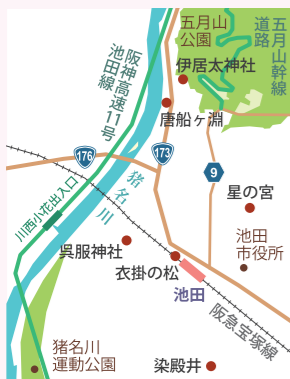 五月山
公園
五月山幹線
道路
伊居太神社
阪神高速11号
池田線
唐船ヶ淵
176
173
9
猪名川
川西小花出入口
星の宮
呉服神社
池田
市役所
衣掛の松
池田
阪急宝塚線
猪名川
運動公園
染殿井